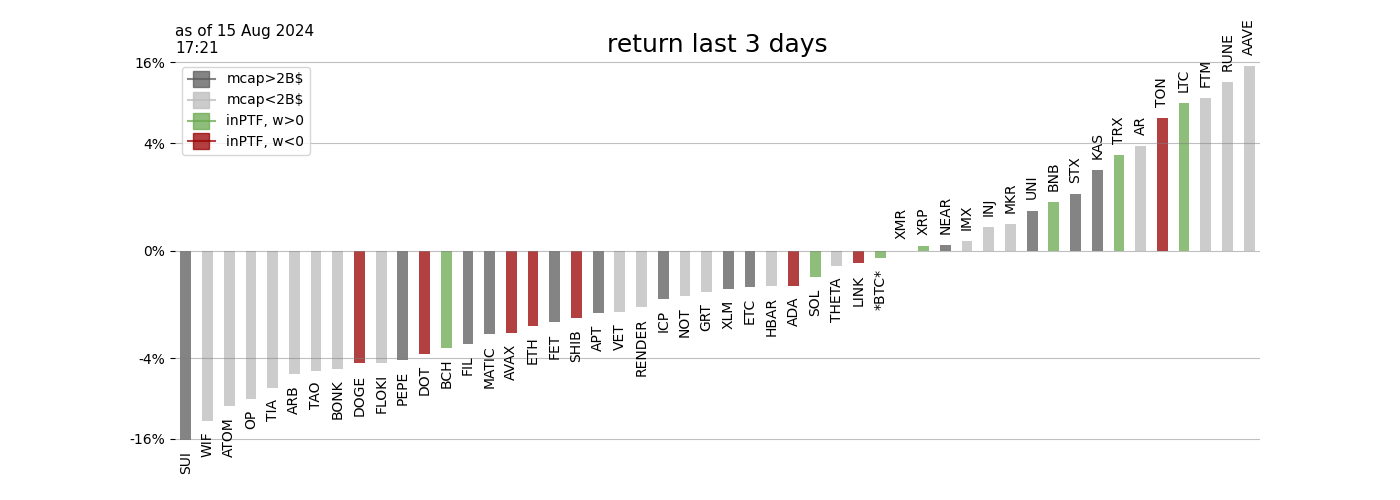 as of 15 Aug 2024
17:21
return last 3 days
mcap>2B$
mcap<2B$
inPTF, w>0
inPTF, w<0
16%
4%
0%
-4%
-16%
SUI
WIF
ATOM
OP
TIA
ARB
TAO
BONK
DOGE
FLOKI
PEPE
DOT
BCH
FIL
MATIC
AVAX
ETH
FET
SHIB
APT
VET
RENDER
ICP
NOT
GRT
XLM
ETC
HBAR
ADA
SOL
THETA
LINK
*BTC*
XMR
XRP
NEAR
IMX
INJ
MKR
UNI
BNB
STX
KAS
TRX
AR
TON
LTC
FTM
RUNE
AAVE